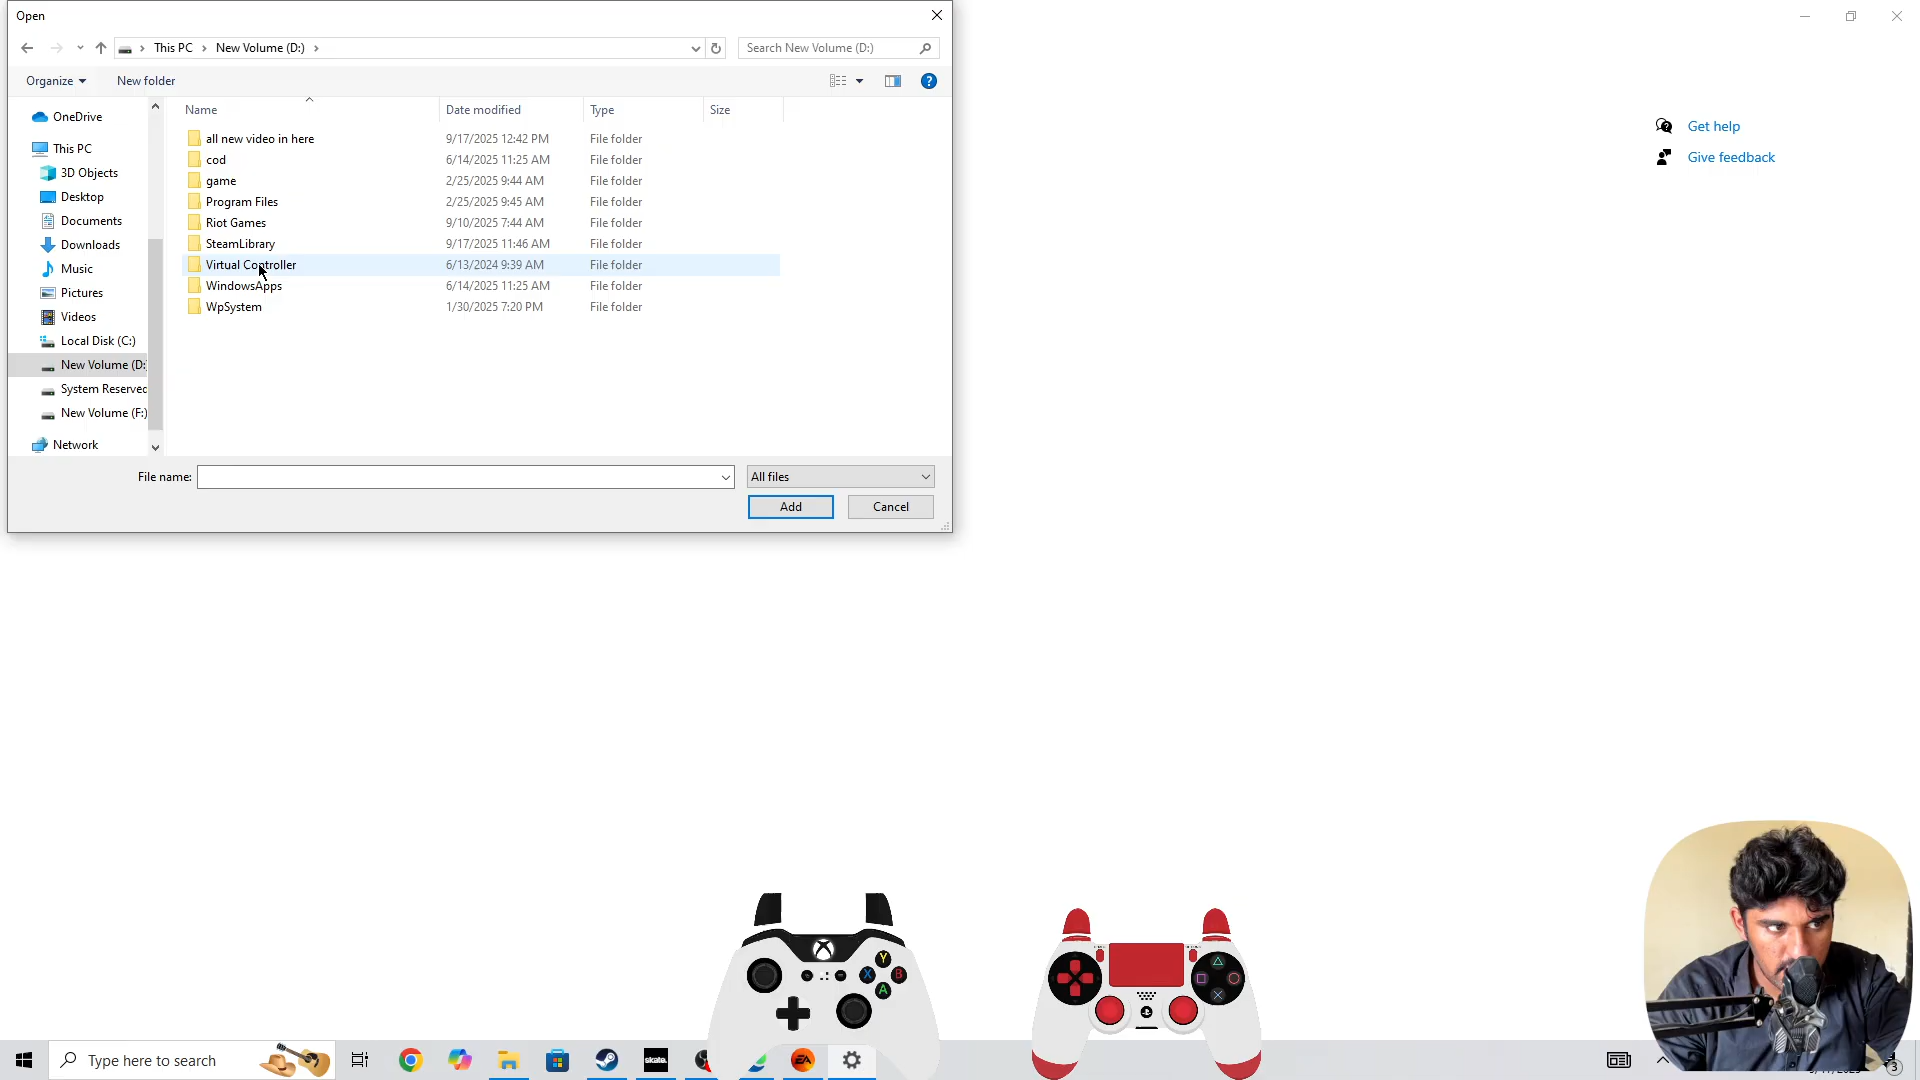 Open
This PC
New Volume (D:)
Search New Volume (D:)
Organize
New folder
Name
Date modified
Type
Size
OneDrive
This PC
3D Objects
Desktop
Documents
Downloads
Music
Pictures
Videos
Local Disk (C:)
New Volume (D:
System Reserved
New Volume (F:)
Network
all new video in here 9/17/2025 12:42 PM File folder
cod 6/14/2025 11:25 AM File folder
game 2/25/2025 9:44 AM File folder
Program Files 2/25/2025 9:45 AM File folder
Riot Games 9/10/2025 7:44 AM File folder
SteamLibrary 9/17/2025 11:46 AM File folder
Virtual Controller 6/13/2024 9:39 AM File folder
WindowsApps 6/14/2025 11:25 AM File folder
WpSystem 1/30/2025 7:20 PM File folder
File name:
All files
Add
Cancel
Get help
Give feedback
Y
X
B
A
Type here to search
skate.
EA
3